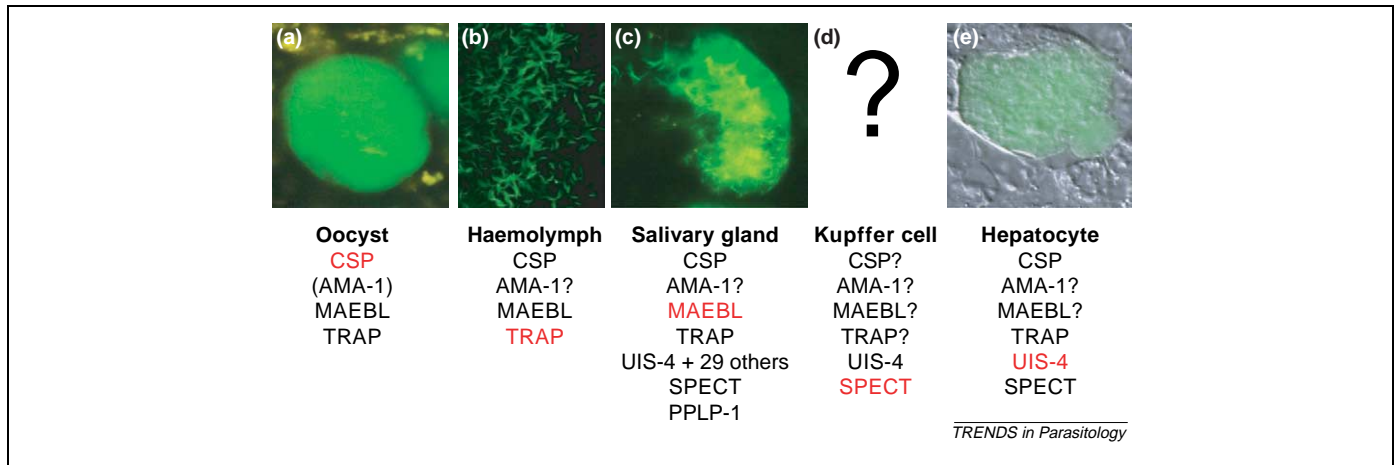 (a)
(b)
(c)
(d)
(e)
?
Oocyst
CSP
(AMA-1)
MAEBL
TRAP
Haemolymph
CSP
AMA-1?
MAEBL
TRAP
Salivary gland
CSP
AMA-1?
MAEBL
TRAP
UIS-4 + 29 others
SPECT
PPLP-1
Kupffer cell
CSP?
AMA-1?
MAEBL?
TRAP?
UIS-4
SPECT
Hepatocyte
CSP
AMA-1?
MAEBL?
TRAP
UIS-4
SPECT
TRENDS in Parasitology